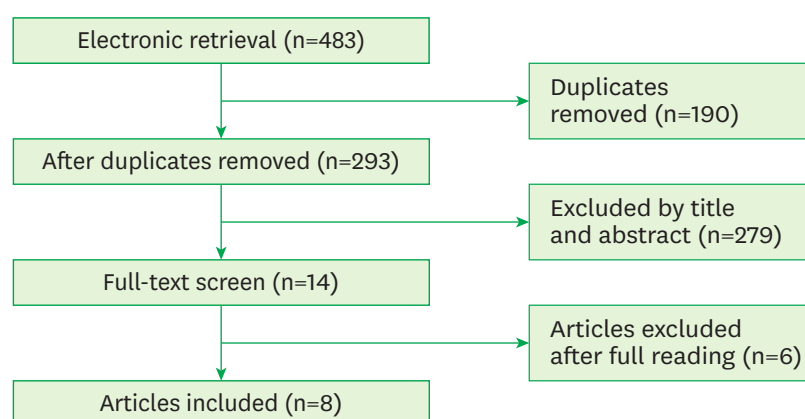 Electronic retrieval (n=483)
Duplicates
removed (n=190)
After duplicates removed (n=293)
Excluded by title
and abstract (n=279)
Full-text screen (n=14)
Articles excluded
after full reading (n=6)
Articles included (n=8)